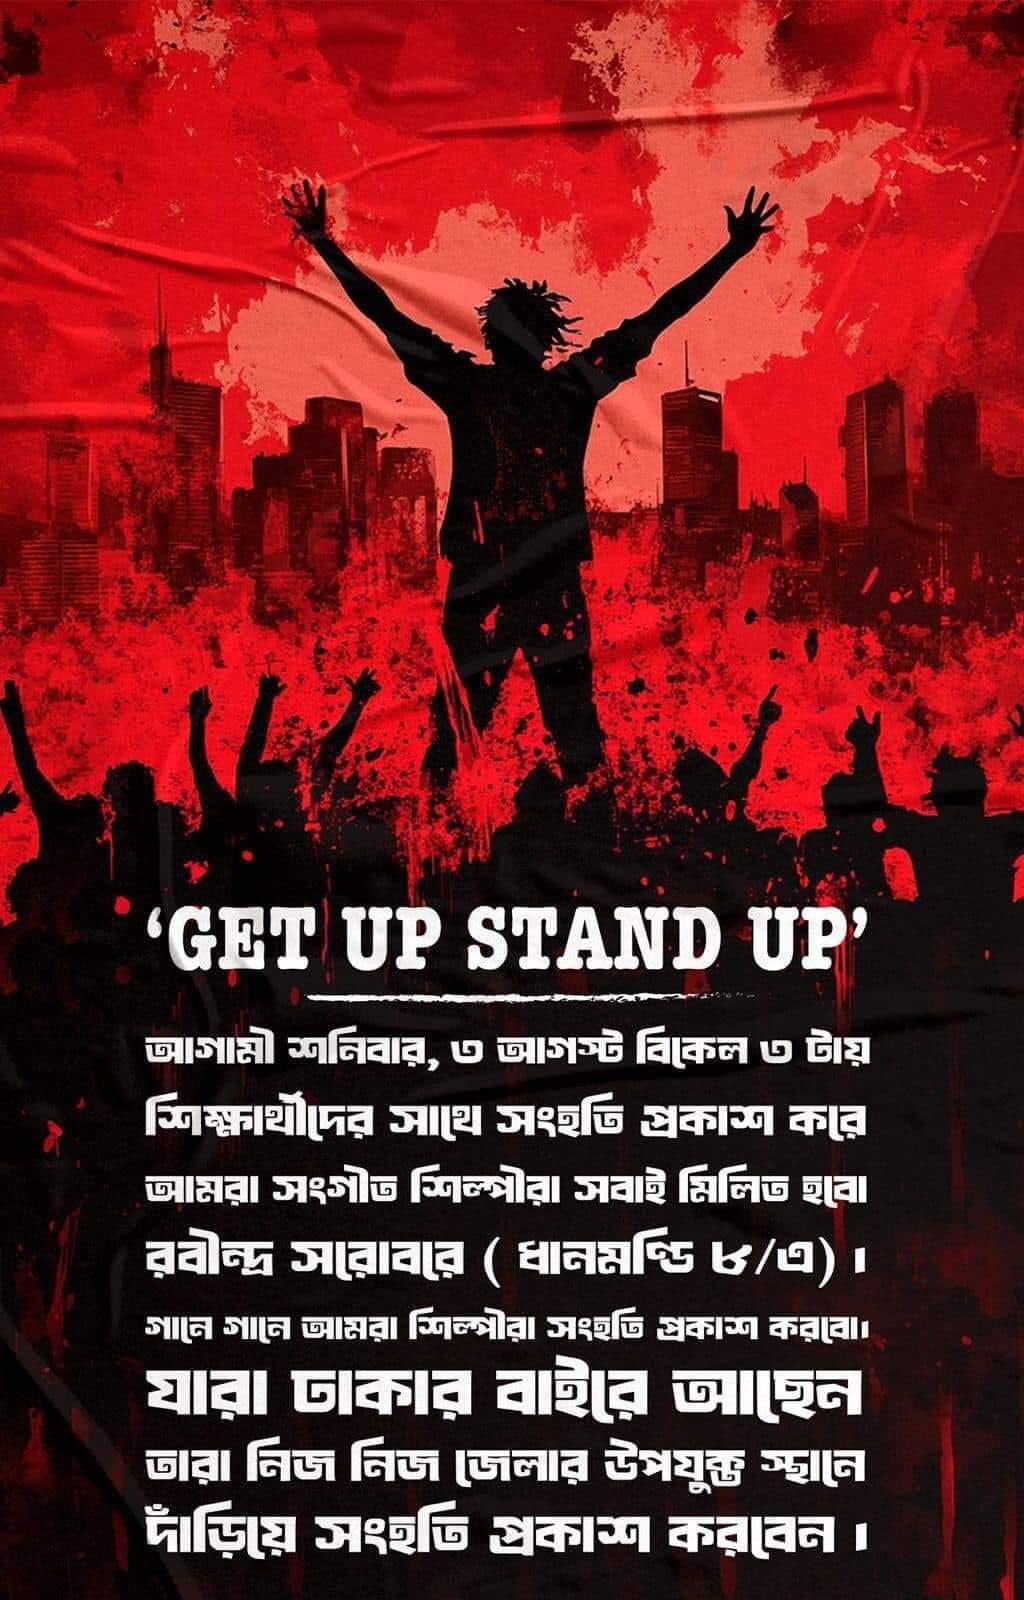 ‘GET UP STAND UP’
আগামী শনিবার, ৩ আগস্ট বিকেল ৩ টায়
শিক্ষার্থীদের সাথে সংহতি প্রকাশ করে
আমরা সংগীত শিল্পীরা সবাই মিলিত হবো
রবীন্দ্র সরোবরে ( ধানমন্ডি ৮/এ) ।
গানে গানে আমরা শিল্পীরা সংহতি প্রকাশ করবো।
যারা ঢাকার বাইরে আছেন
তারা নিজ নিজ জেলার উপযুক্ত স্থানে
দাঁড়িয়ে সংহতি প্রকাশ করবেন ।